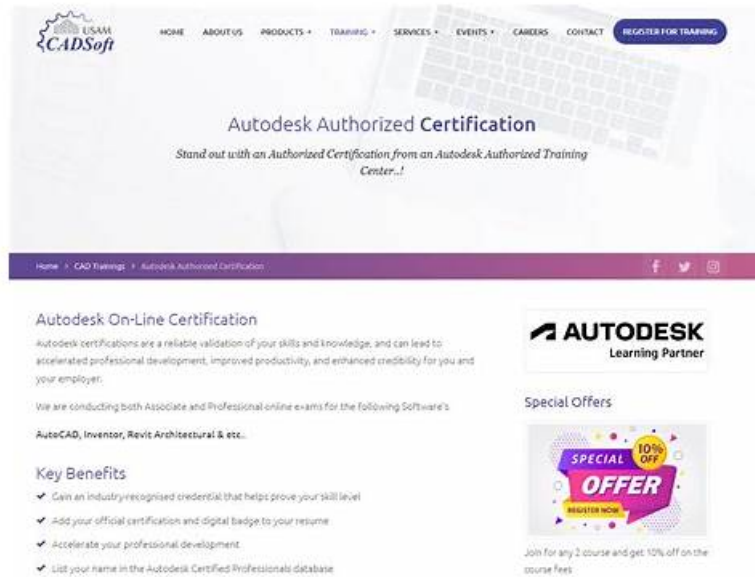 USAM
CADSoft
HOME ABOUT US PRODUCTS TRAINING SERVICES EVENTS CAREERS CONTACT REGISTER FOR TRAINING
Autodesk Authorized Certification
Stand out with an Authorized Certification from an Autodesk Authorized Training
Center..!
Home > CAD Trainings > Autodesk Authorized Certification
Autodesk On-Line Certification
Autodesk certifications are a reliable validation of your skills and knowledge, and can lead to
accelerated professional development, improved productivity, and enhanced credibility for you and
your employer.
We are conducting both Associate and Professional online exams for the following Software's
AutoCAD, Inventor, Revit Architectural & etc..
Key Benefits
Gain an industry-recognised credential that helps prove your skill level
Add your official certification and digital badge to your resume
Accelerate your professional development
List your name in the Autodesk Certified Professionals database
AUTODESK
Learning Partner
Special Offers
SPECIAL
10%
OFF
OFFER
REGISTER NOW
Join for any 2 course and get 10% off on the
course fees